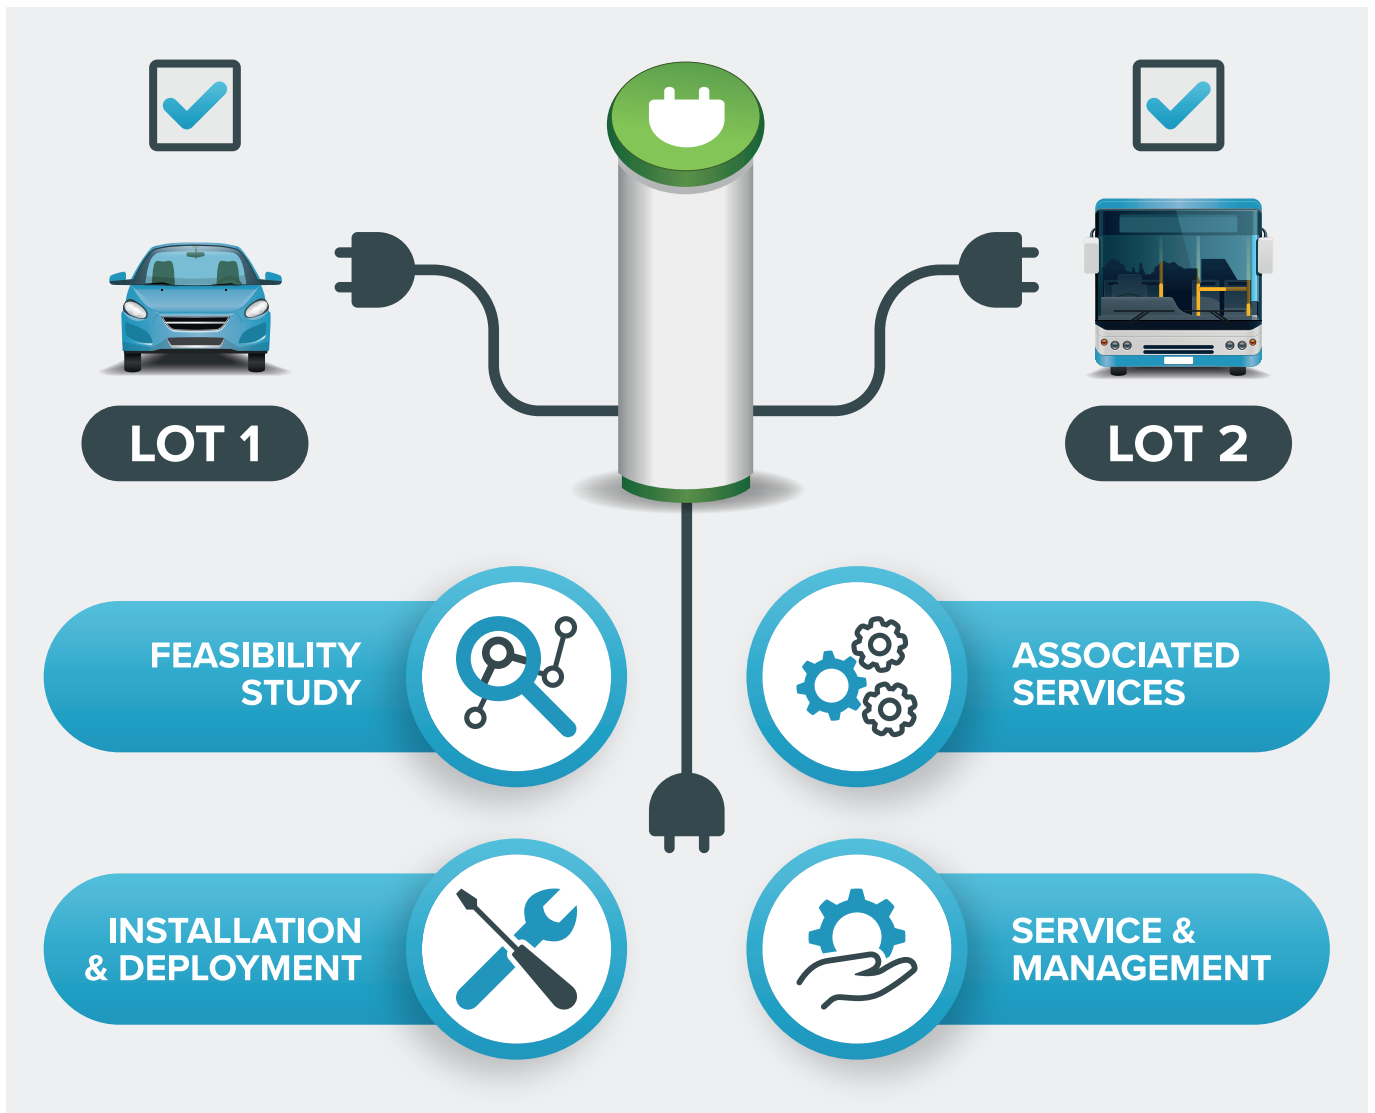 LOT 1
LOT 2
FEASIBILITY
STUDY
ASSOCIATED
SERVICES
INSTALLATION
& DEPLOYMENT
SERVICE &
MANAGEMENT